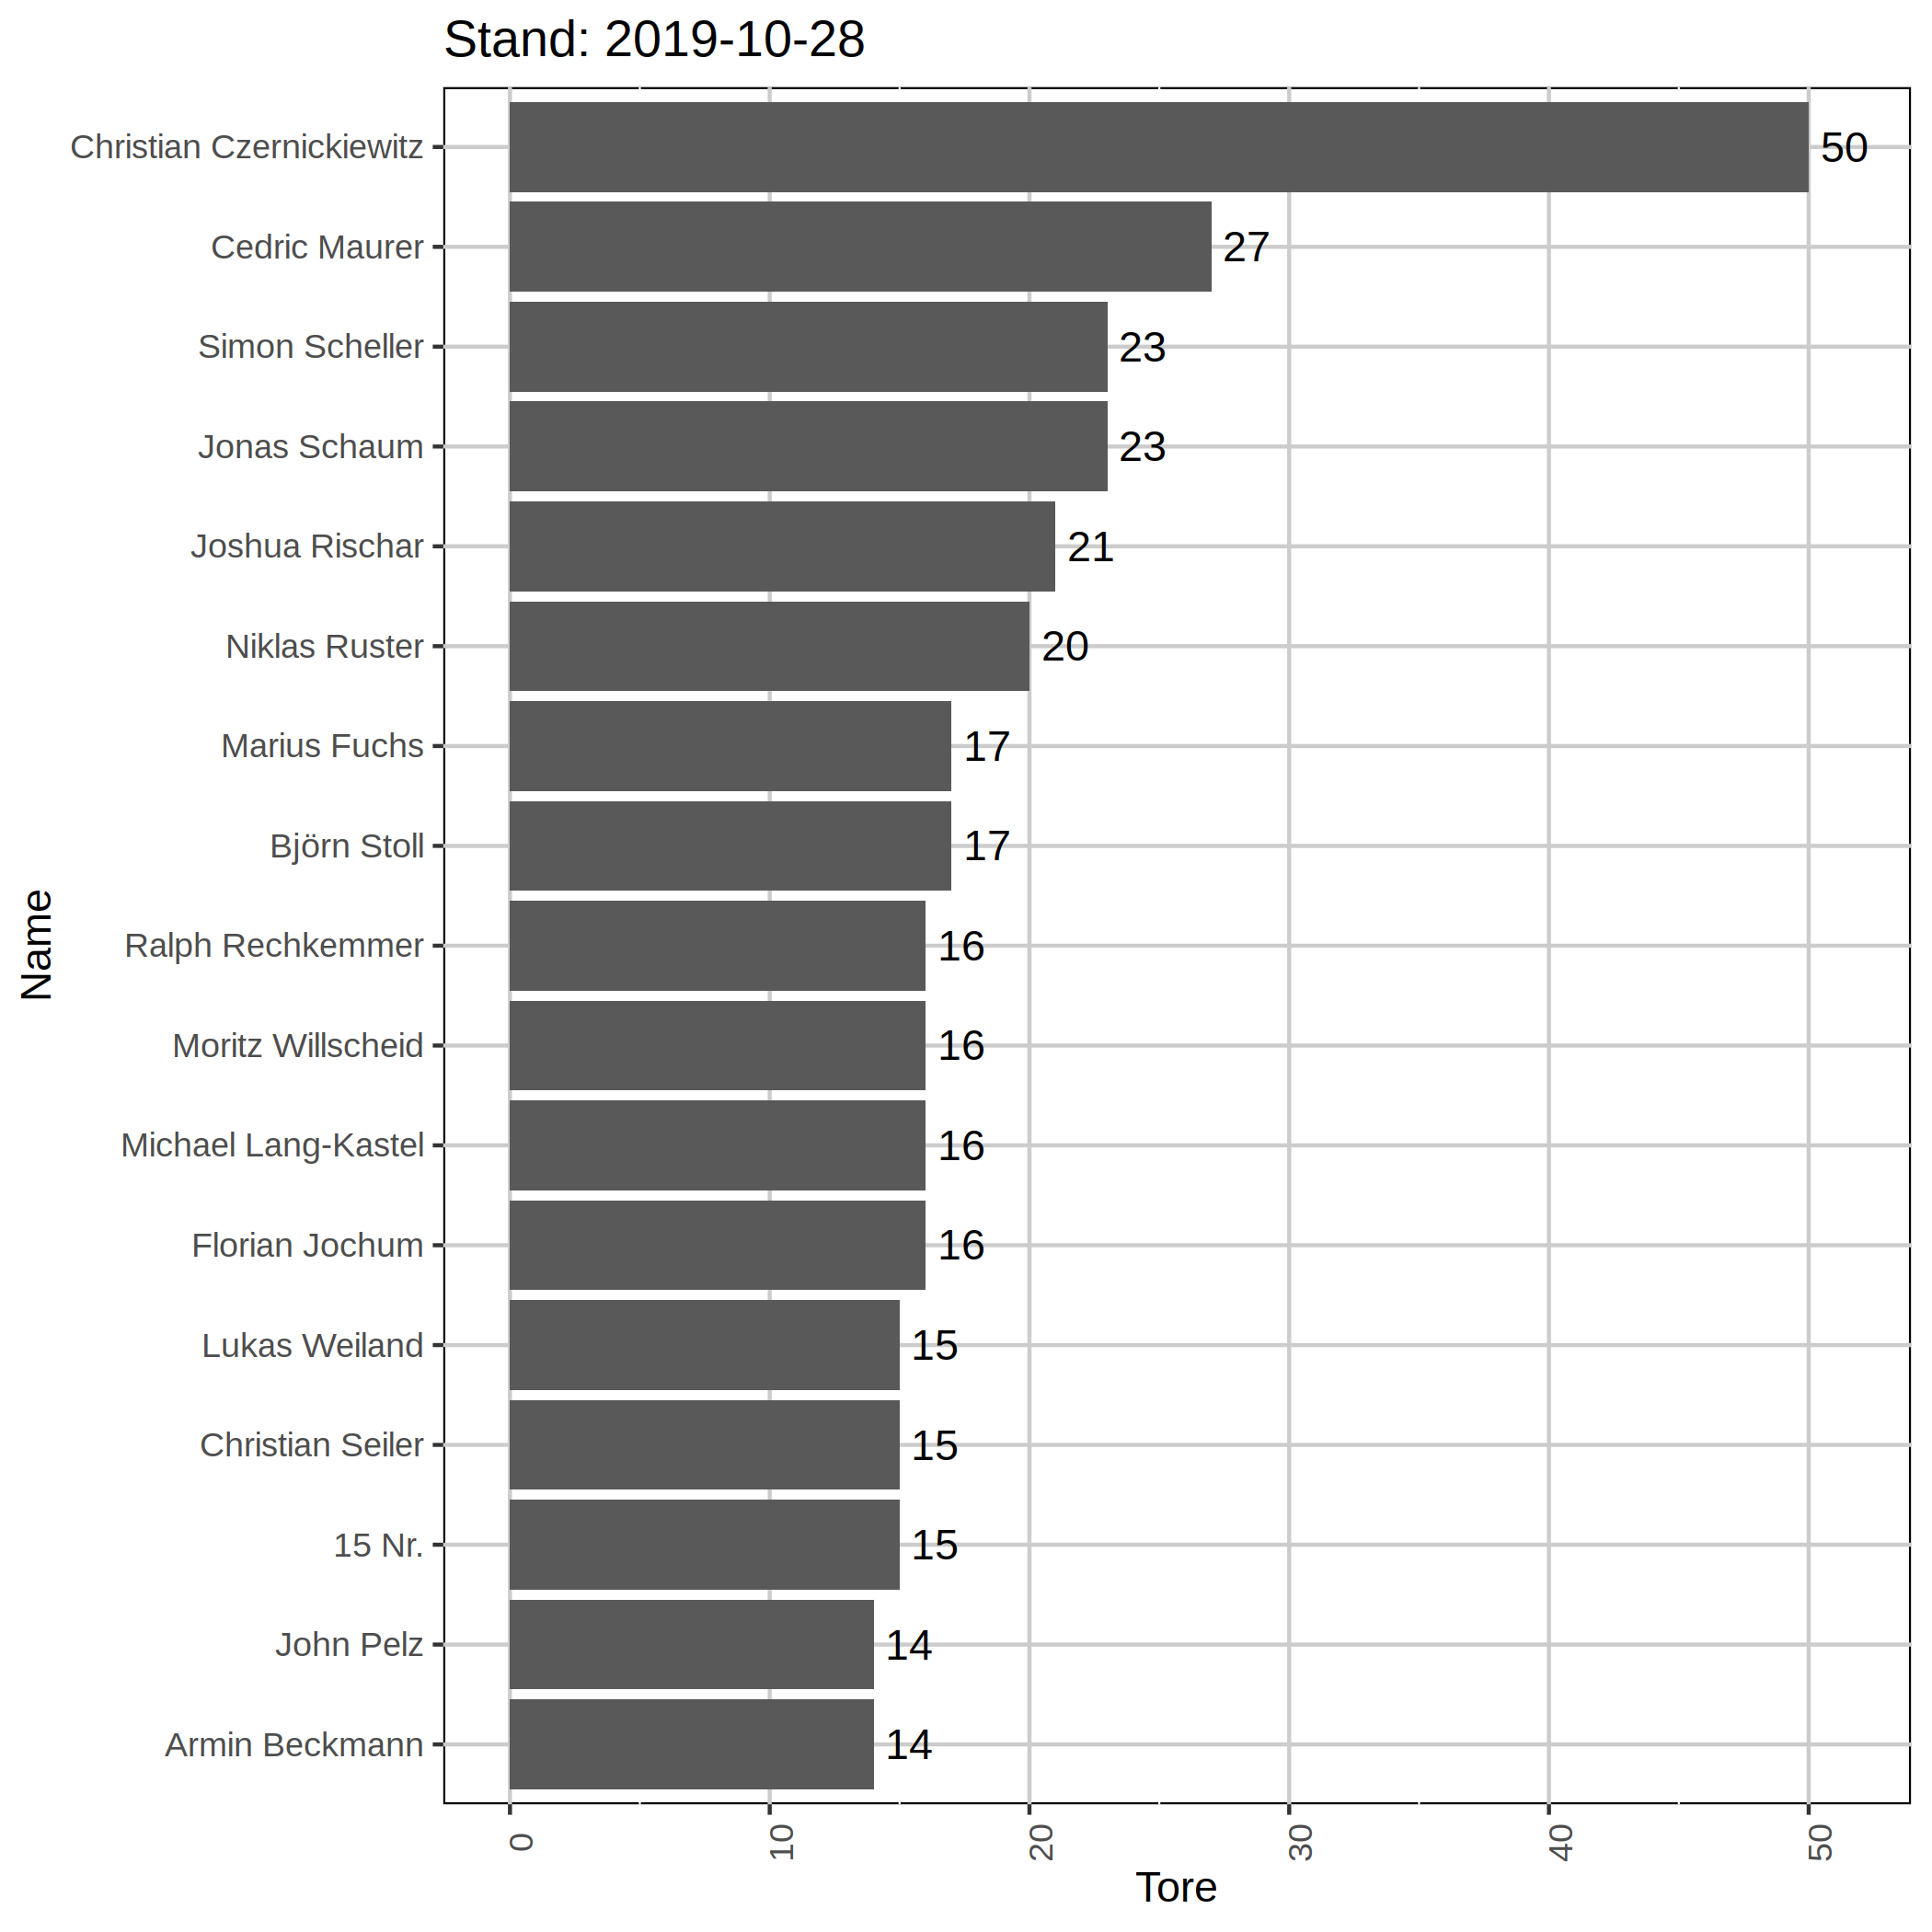 Stand: 2019-10-28
Christian Czernickiewitz 50
Cedric Maurer 27
Simon Scheller 23
Jonas Schaum 23
Joshua Rischar 21
Niklas Ruster 20
Marius Fuchs 17
Björn Stoll 17
Ralph Rechkemmer 16
Moritz Willscheid 16
Michael Lang-Kastel 16
Florian Jochum 16
Lukas Weiland 15
Christian Seiler 15
15 Nr. 15
John Pelz 14
Armin Beckmann 14
Name
0 10 20 30 40 50
Tore